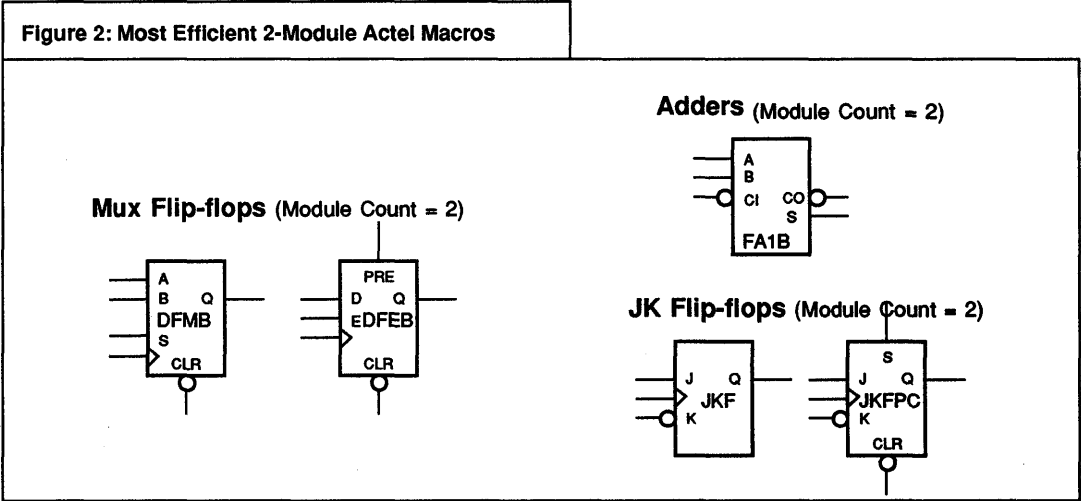 Figure 2: Most Efficient 2-Module Actel Macros
Adders (Module Count = 2)
A
B
CI CO
S
FA1B
Mux Flip-flops (Module Count = 2)
A
B Q
DFMB
S
CLR
PRE
D Q
E DFEB
CLR
JK Flip-flops (Module Count = 2)
J Q
JKF
K
S
J Q
JKFPC
K
CLR